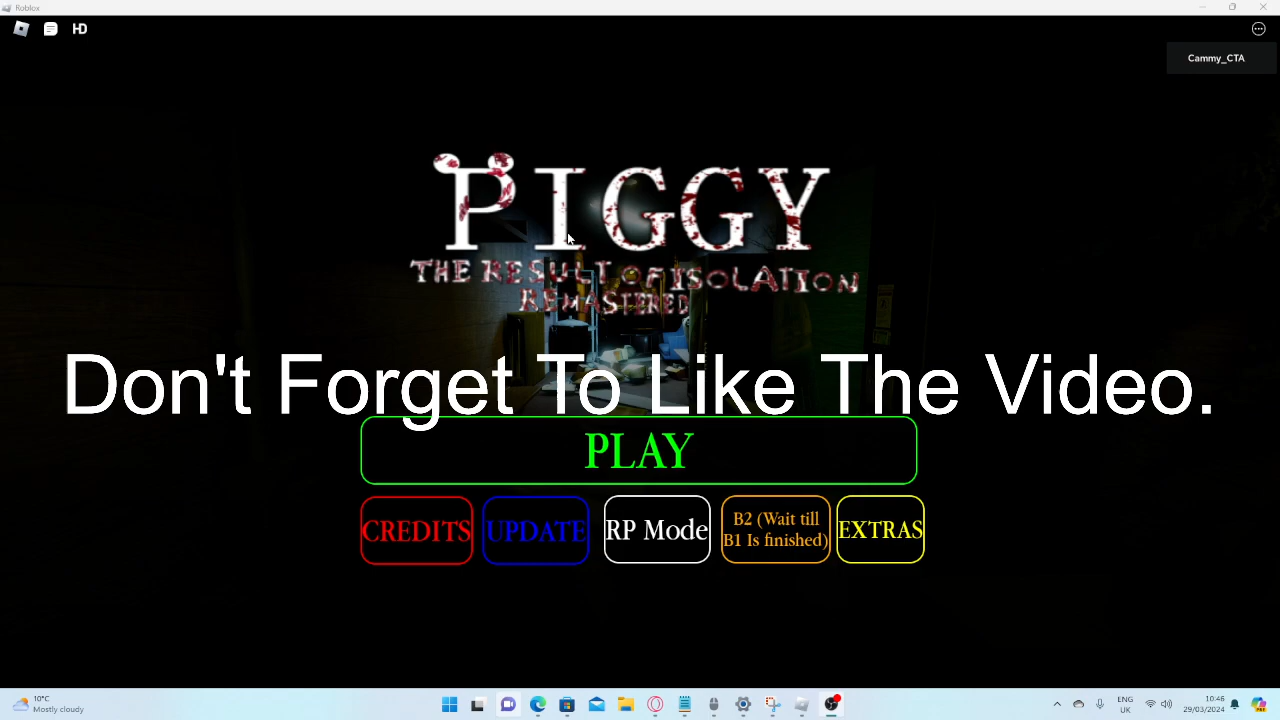 Roblox
HD
Cammy_CTA
PIGGY
THE RESULT OF ISOLATION
REMASTERED
Don't Forget To Like The Video.
PLAY
CREDITS
UPDATE
RP Mode
B2 (Wait till
B1 Is finished)
EXTRAS
10°C
Mostly cloudy
ENG
UK
10:46
29/03/2024